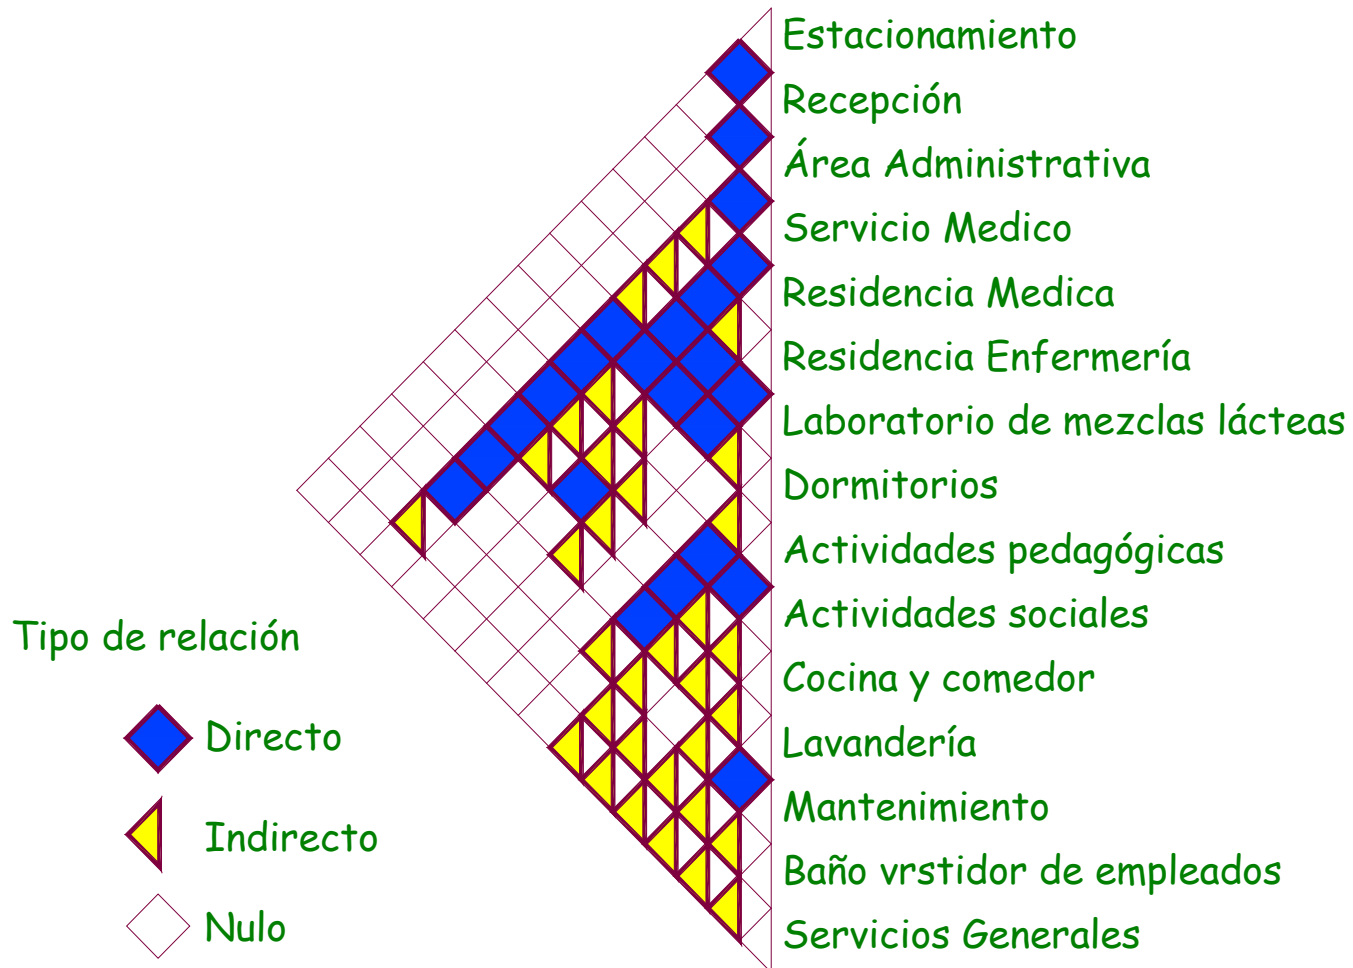 Estacionamiento
Recepción
Área Administrativa
Servicio Medico
Residencia Medica
Residencia Enfermería
Laboratorio de mezclas lácteas
Dormitorios
Actividades pedagógicas
Actividades sociales
Cocina y comedor
Lavandería
Mantenimiento
Baño vrstidor de empleados
Servicios Generales
Tipo de relación
Directo
Indirecto
Nulo